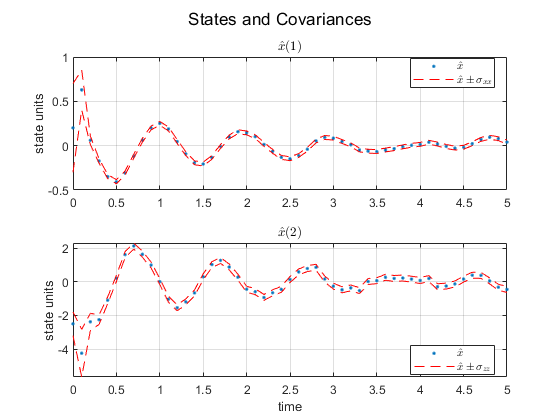 States and Covariances
x̂(1)
state units
1
0.5
0
-0.5
x̂
x̂ ± σxx
0 0.5 1 1.5 2 2.5 3 3.5 4 4.5 5
x̂(2)
state units
2
0
-2
-4
x̂
x̂ ± σzz
0 0.5 1 1.5 2 2.5 3 3.5 4 4.5 5
time